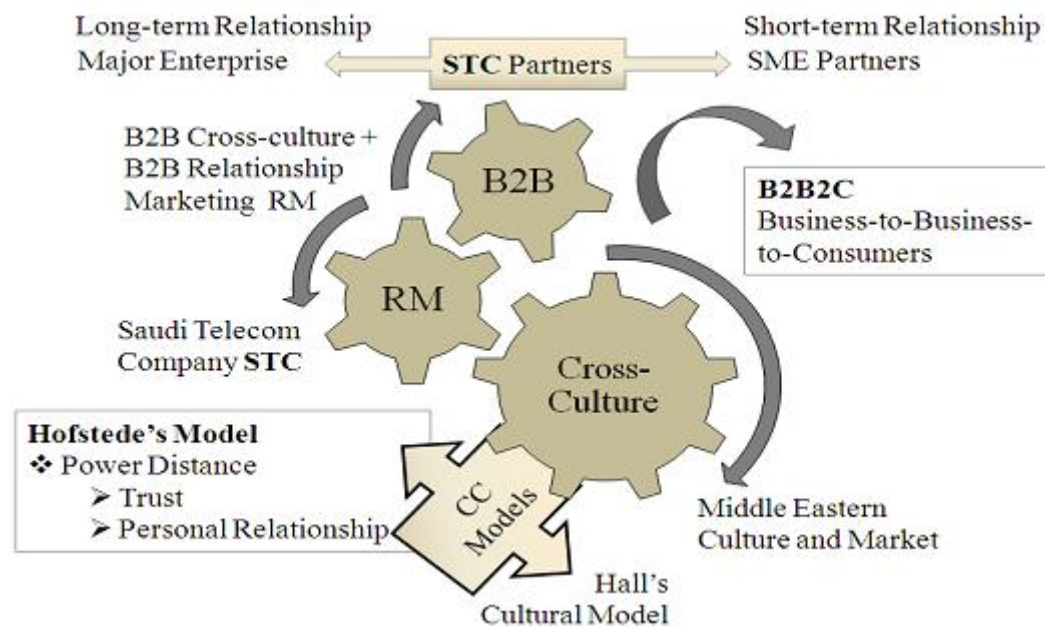 Long-term Relationship
Major Enterprise
STC Partners
Short-term Relationship
SME Partners
B2B Cross-culture +
B2B Relationship
Marketing RM
B2B
B2B2C
Business-to-Business-
to-Consumers
RM
Saudi Telecom
Company STC
Cross-
Culture
Hofstede's Model
❖ Power Distance
➢ Trust
➢ Personal Relationship
CC
Models
Middle Eastern
Culture and Market
Hall's
Cultural Model